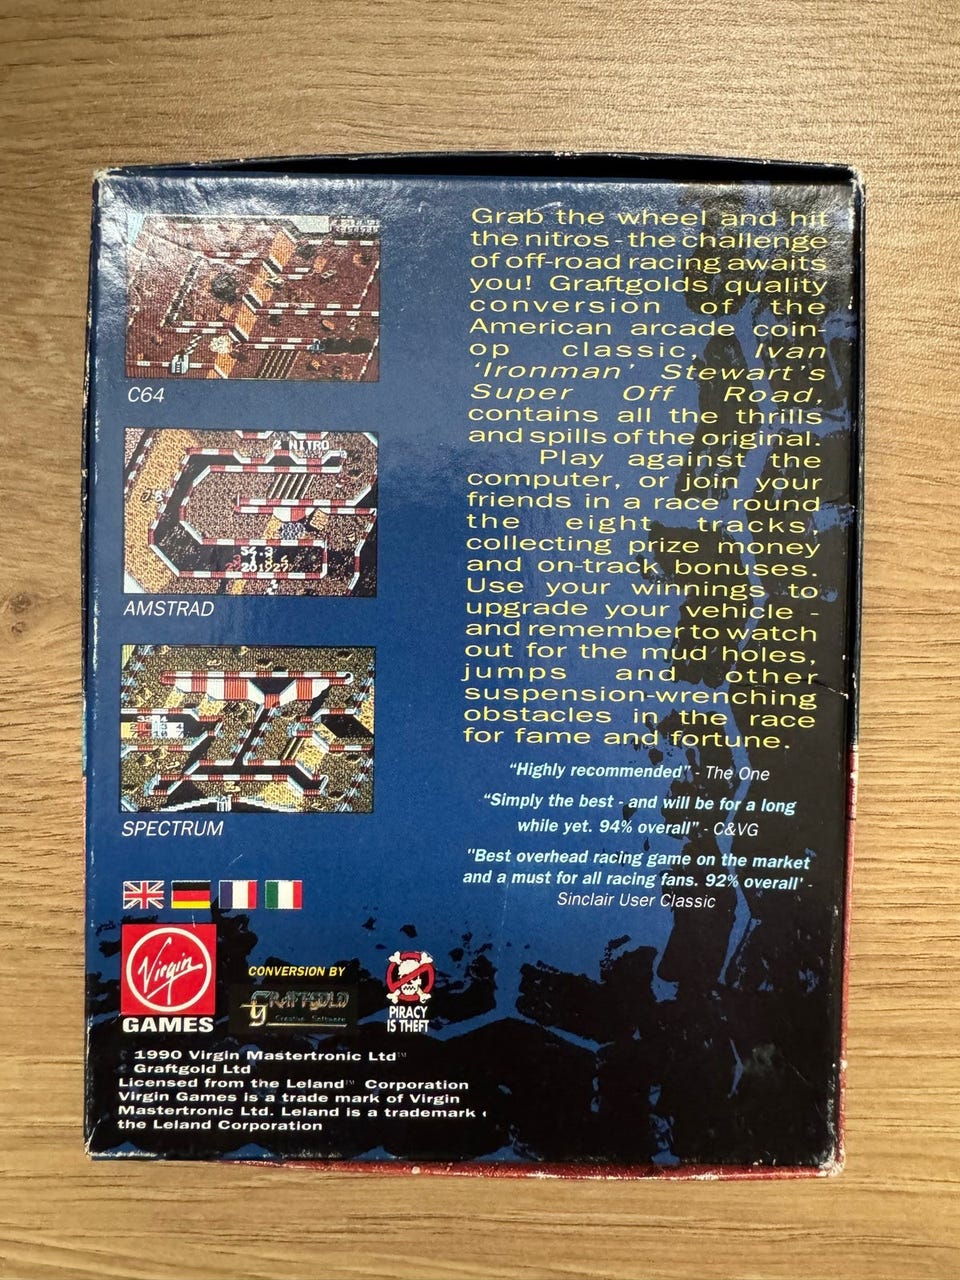 Grab the wheel and hit
the nitros - the challenge
of off-road racing awaits
you! Graftgolds quality
conversion of the
American arcade coin-
op classic, Ivan
'Ironman' Stewart's
Super Off Road,
contains all the thrills
and spills of the original.
Play against the
computer, or join your
friends in a race round
the eight tracks,
collecting prize money
and on-track bonuses.
Use your winnings to
upgrade your vehicle -
and remember to watch
out for the mud holes,
jumps and other
suspension-wrenching
obstacles in the race
for fame and fortune.
"Highly recommended" - The One
"Simply the best - and will be for a long
while yet. 94% overall" - C&VG
"Best overhead racing game on the market
and a must for all racing fans. 92% overall' -
Sinclair User Classic
C64
2 NITRO
AMSTRAD
SPECTRUM
Virgin
GAMES
CONVERSION BY
GRAFTGOLD
Creative Software
PIRACY
IS THEFT
1990 Virgin Mastertronic Ltd™
Graftgold Ltd
Licensed from the Leland™ Corporation
Virgin Games is a trade mark of Virgin
Mastertronic Ltd. Leland is a trademark
the Leland Corporation